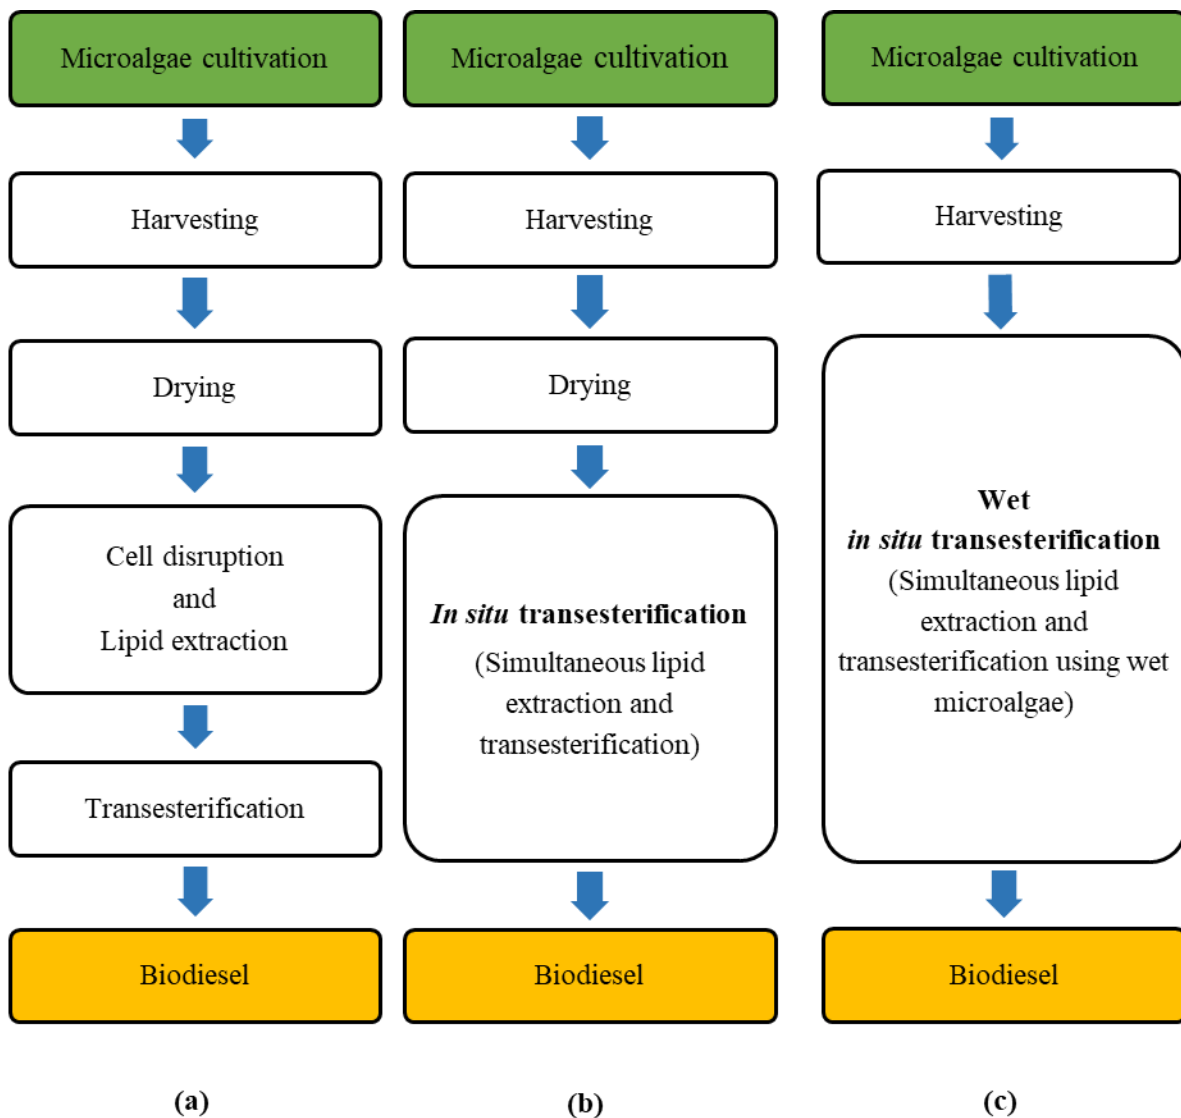 Microalgae cultivation
Harvesting
Drying
Cell disruption
and
Lipid extraction
Transesterification
Biodiesel
(a)
Microalgae cultivation
Harvesting
Drying
In situ transesterification
(Simultaneous lipid
extraction and
transesterification)
Biodiesel
(b)
Microalgae cultivation
Harvesting
Wet
in situ transesterification
(Simultaneous lipid
extraction and
transesterification using wet
microalgae)
Biodiesel
(c)